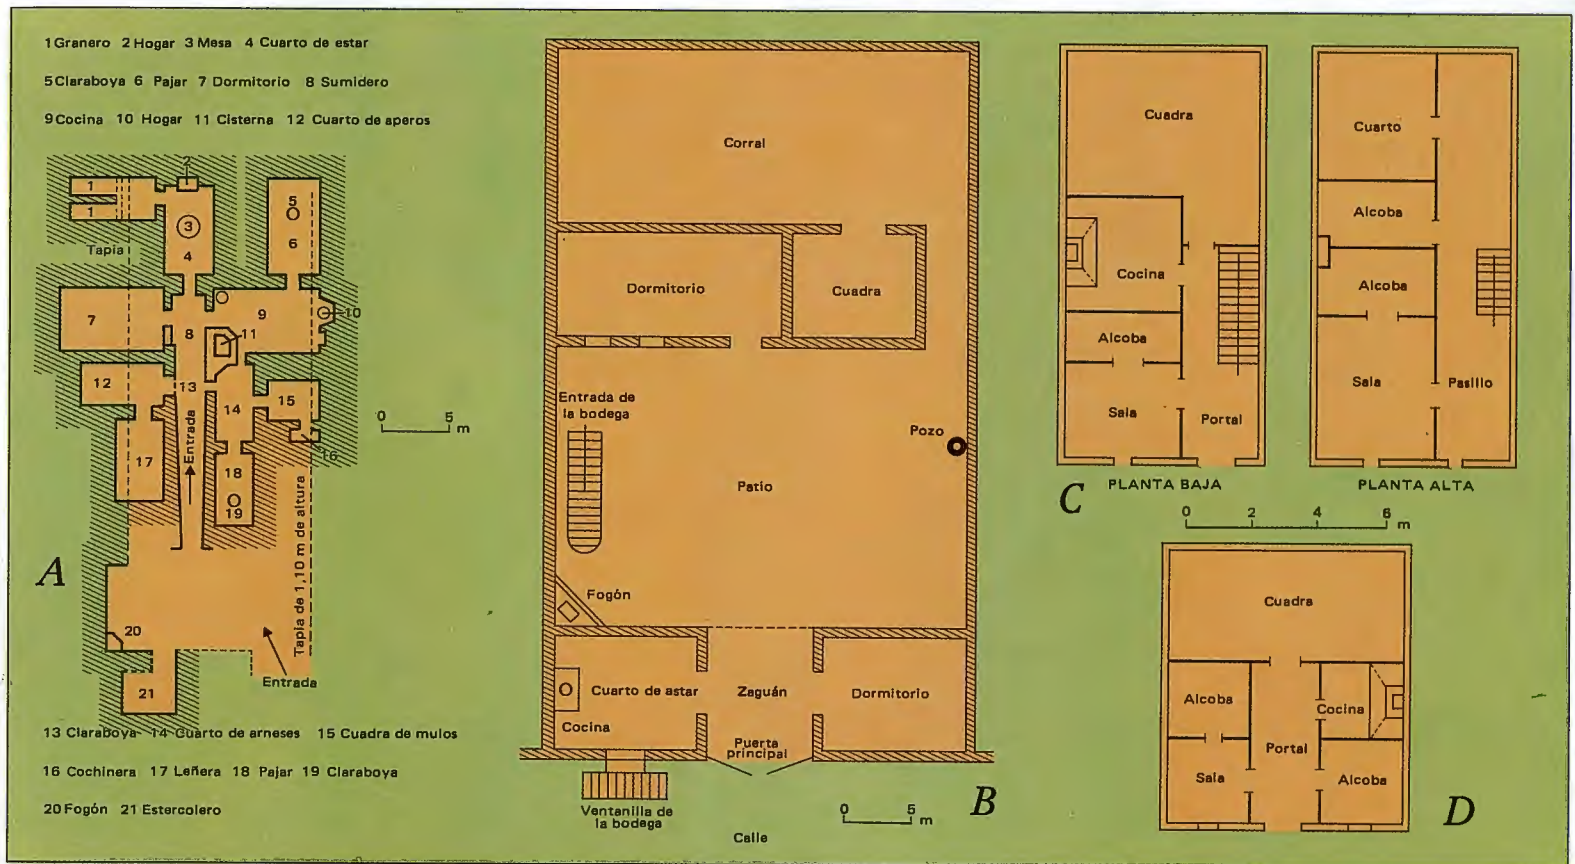 1 Granero 2 Hogar 3 Mesa 4 Cuarto de estar
5 Claraboya 6 Pajar 7 Dormitorio 8 Sumidero
9 Cocina 10 Hogar 11 Cisterna 12 Cuarto de aperos
2
1
1
3
4
5
6
Tapia
7
8
9
10
11
12
13
14
15
16
17
18
19
Entrada
Tapia de 1,10 m de altura
A
20
21
Entrada
0 5
m
13 Claraboya 14 Cuarto de arneses 15 Cuadra de mulos
16 Cochinera 17 Leñera 18 Pajar 19 Claraboya
20 Fogón 21 Estercolero
Corral
Dormitorio
Cuadra
Entrada de
la bodega
Pozo
Patio
Fogón
Cuarto de astar
Zaguán
Dormitorio
Cocina
Puerta
principal
Ventanilla de
la bodega
Calle
0 5
m
B
Cuadra
Cocina
Alcoba
Sala
Portal
PLANTA BAJA
C
Cuarto
Alcoba
Alcoba
Sala
Pasillo
PLANTA ALTA
0 2 4 6
m
Cuadra
Alcoba
Cocina
Portal
Sala
Alcoba
D